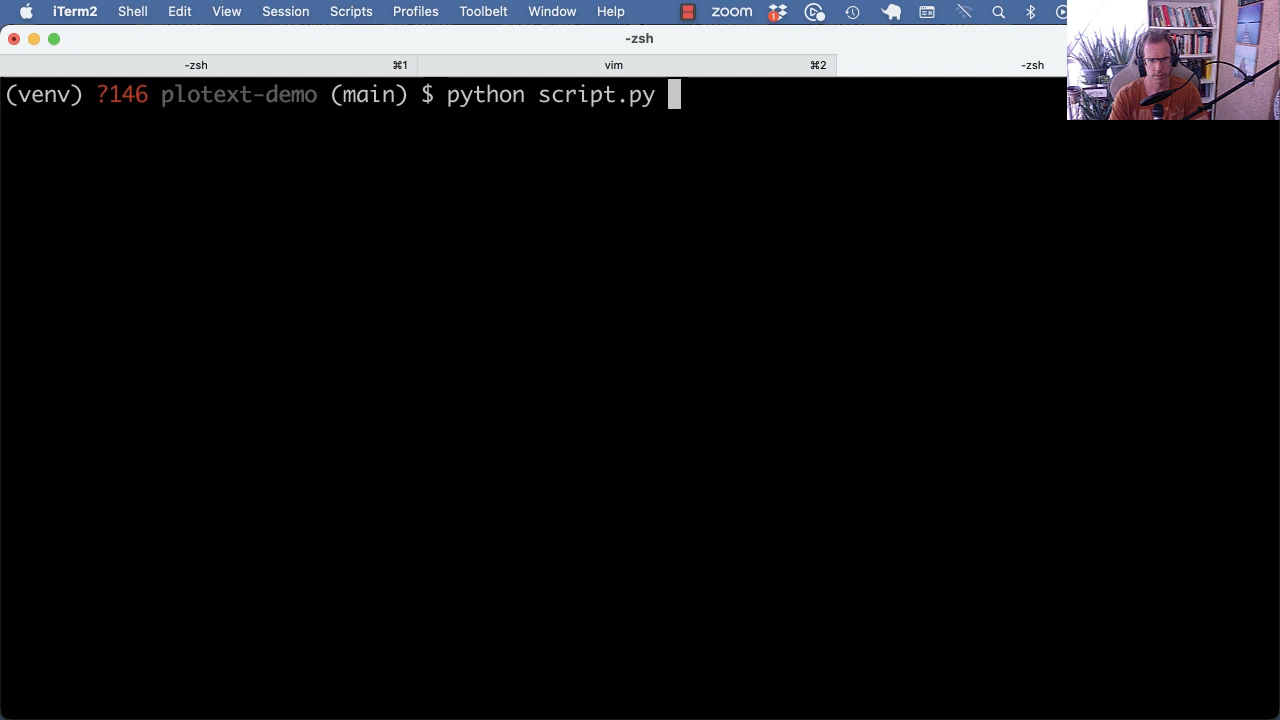 iTerm2 Shell Edit View Session Scripts Profiles Toolbelt Window Help zoom 1
-zsh
-zsh ⌘1 vim ⌘2 -zsh
(venv) ?146 plotext-demo (main) $ python script.py